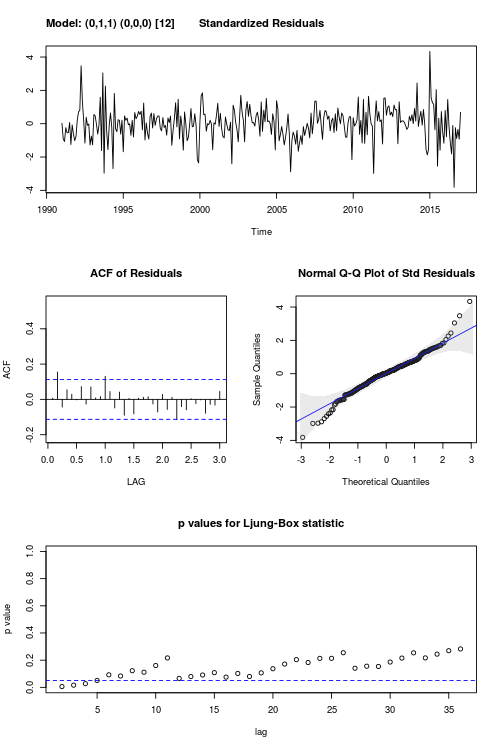 Model: (0,1,1) (0,0,0) [12] Standardized Residuals
4
2
0
-2
-4
1990 1995 2000 2005 2010 2015
Time
ACF of Residuals
ACF
0.4
0.2
0.0
-0.2
0.0 0.5 1.0 1.5 2.0 2.5 3.0
LAG
Normal Q-Q Plot of Std Residuals
Sample Quantiles
4
2
0
-2
-4
-3 -2 -1 0 1 2 3
Theoretical Quantiles
p values for Ljung-Box statistic
p value
1.0
0.8
0.6
0.4
0.2
0.0
5 10 15 20 25 30 35
lag